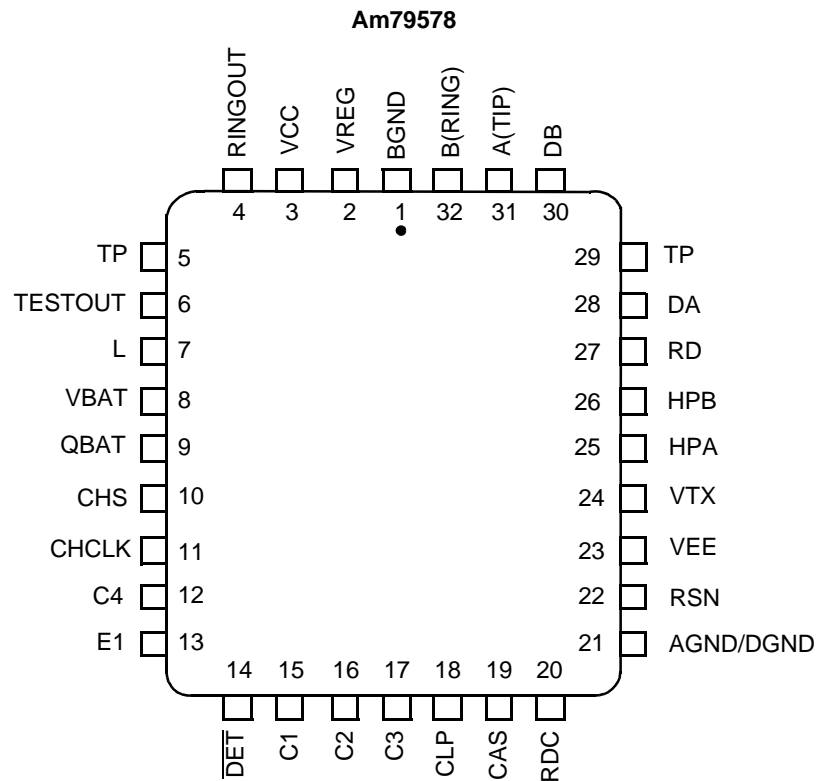 Am79578
RINGOUT
VCC
VREG
BGND
B(RING)
A(TIP)
DB
4 3 2 1 32 31 30
TP 5 29 TP
TESTOUT 6 28 DA
L 7 27 RD
VBAT 8 26 HPB
QBAT 9 25 HPA
CHS 10 24 VTX
CHCLK 11 23 VEE
C4 12 22 RSN
E1 13 21 AGND/DGND
14 15 16 17 18 19 20
D̅E̅T̅
C1
C2
C3
CLP
CAS
RDC